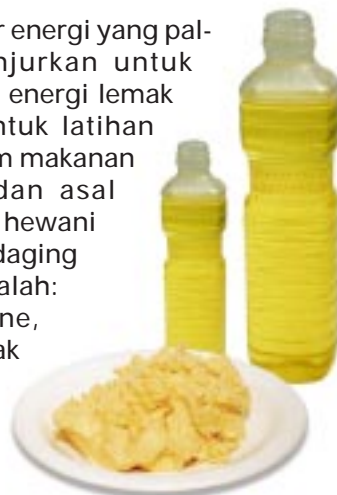 r energi yang pal-
njurkan untuk
energi lemak
ntuk latihan
m makanan
dan asal
hewani
daging
alah:
ne,
ak